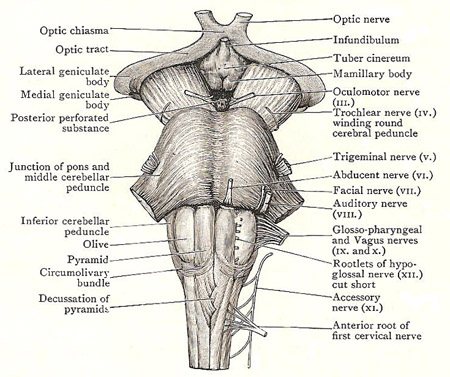 Optic chiasma
Optic tract
Lateral geniculate
body
Medial geniculate
body
Posterior perforated
substance
Junction of pons and
middle cerebellar
peduncle
Inferior cerebellar
peduncle
Olive
Pyramid
Circumolivary
bundle
Decussation of
pyramids
Optic nerve
Infundibulum
Tuber cinereum
Mamillary body
Oculomotor nerve
(III.)
Trochlear nerve (IV.)
winding round
cerebral peduncle
Trigeminal nerve (V.)
Abducent nerve (VI.)
Facial nerve (VII.)
Auditory nerve
(VIII.)
Glosso-pharyngeal
and Vagus nerves
(IX. and X.)
Rootlets of hypo-
glossal nerve (XII.)
cut short
Accessory
nerve (XI.)
Anterior root of
first cervical nerve